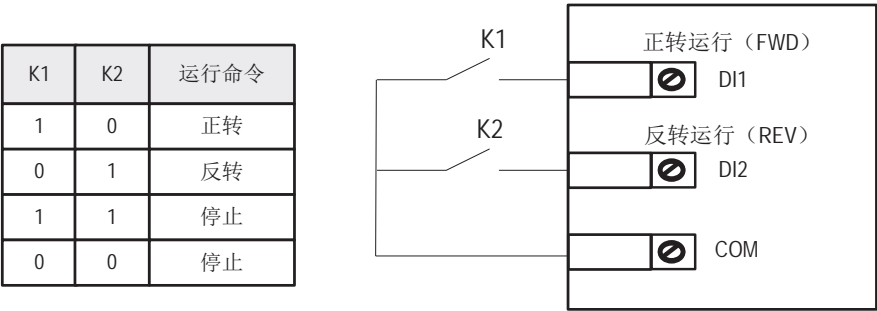 K1 K2 运行命令
1 0 正转
0 1 反转
1 1 停止
0 0 停止
K1
正转运行（FWD）
DI1
K2
反转运行（REV）
DI2
COM